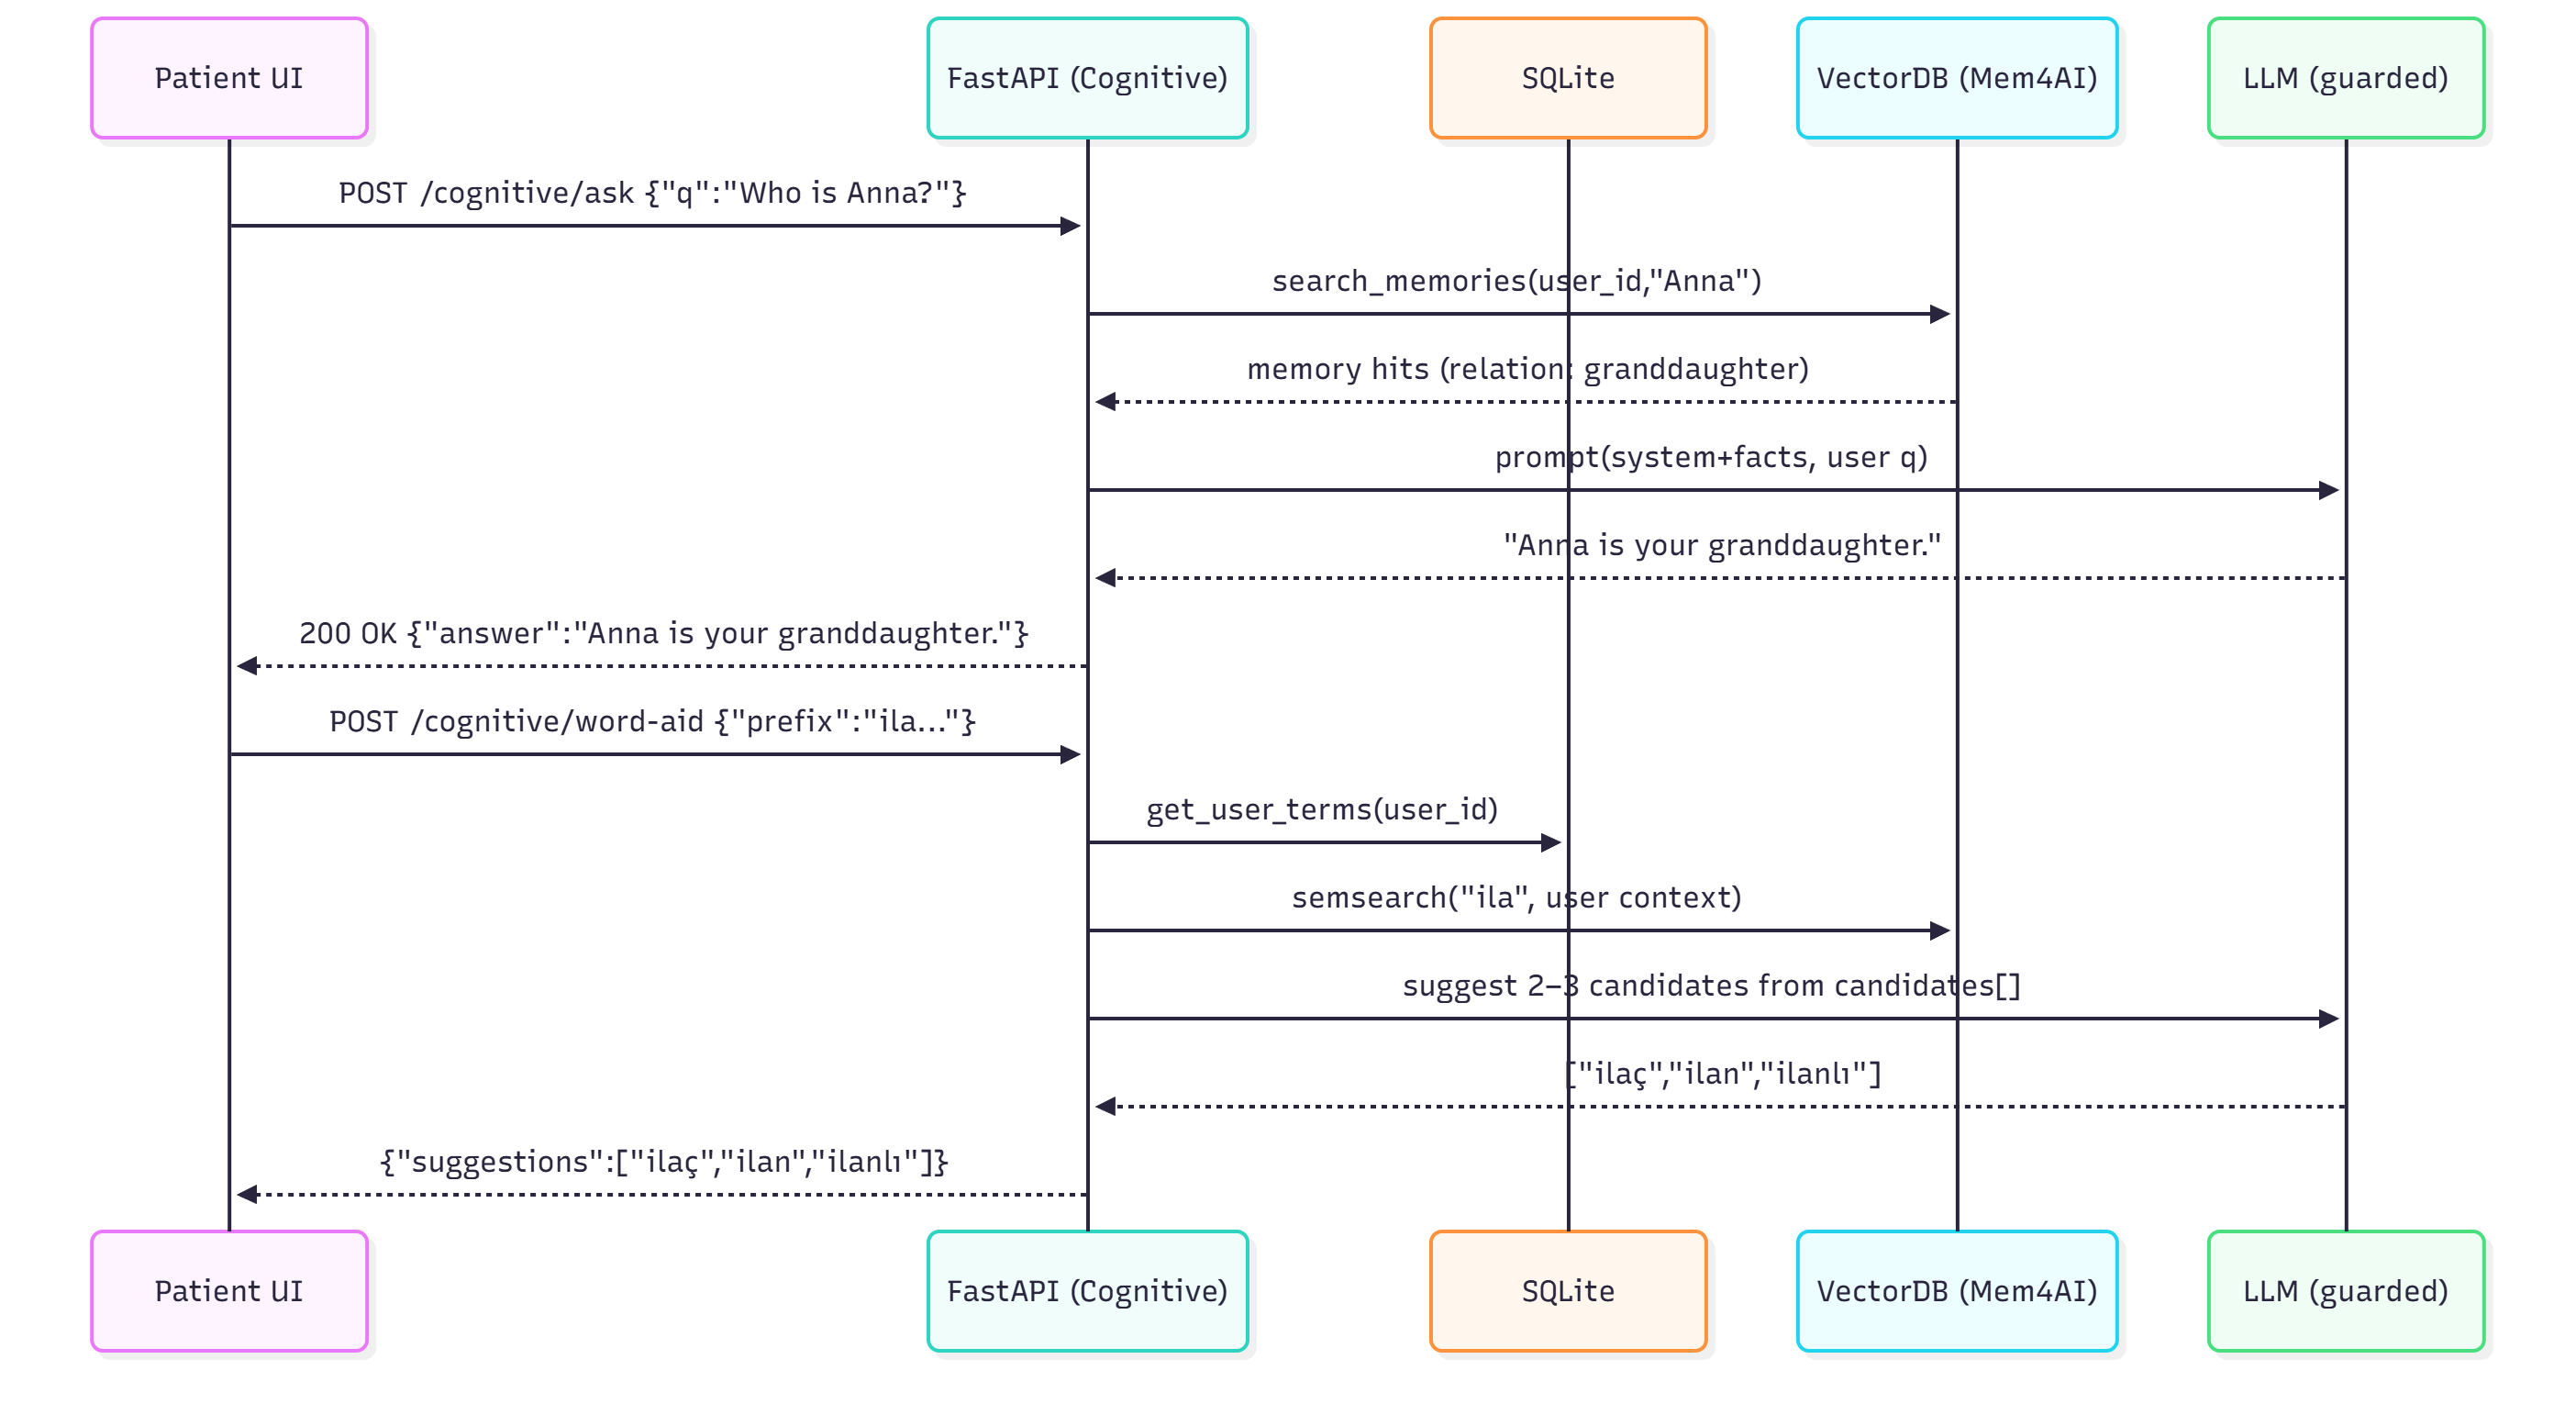 Patient UI
FastAPI (Cognitive)
SQLite
VectorDB (Mem4AI)
LLM (guarded)
POST /cognitive/ask {"q":"Who is Anna?"}
search_memories(user_id,"Anna")
memory hits (relation: granddaughter)
prompt(system+facts, user q)
"Anna is your granddaughter."
200 OK {"answer":"Anna is your granddaughter."}
POST /cognitive/word-aid {"prefix":"ila..."}
get_user_terms(user_id)
semsearch("ila", user context)
suggest 2–3 candidates from candidates[]
["ilaç","ilan","ilanlı"]
{"suggestions":["ilaç","ilan","ilanlı"]}
Patient UI
FastAPI (Cognitive)
SQLite
VectorDB (Mem4AI)
LLM (guarded)